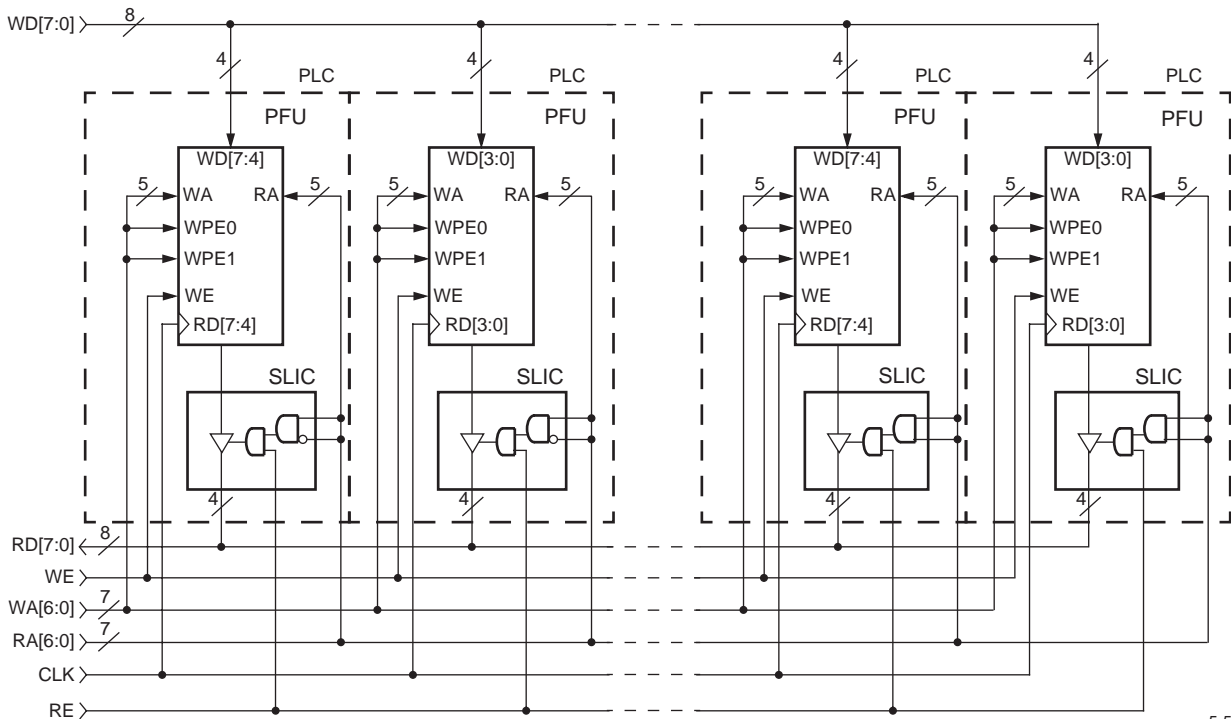 WD[7:0] 8
4 4 4 4
PLC PLC PLC PLC
PFU PFU PFU PFU
WD[7:4] WD[3:0] WD[7:4] WD[3:0]
5 WA RA 5 5 WA RA 5 5 WA RA 5 5 WA RA 5
WPE0 WPE0 WPE0 WPE0
WPE1 WPE1 WPE1 WPE1
WE WE WE WE
RD[7:4] RD[3:0] RD[7:4] RD[3:0]
SLIC SLIC SLIC SLIC
4 4 4 4
RD[7:0] 8
WE
WA[6:0] 7
RA[6:0] 7
CLK
RE